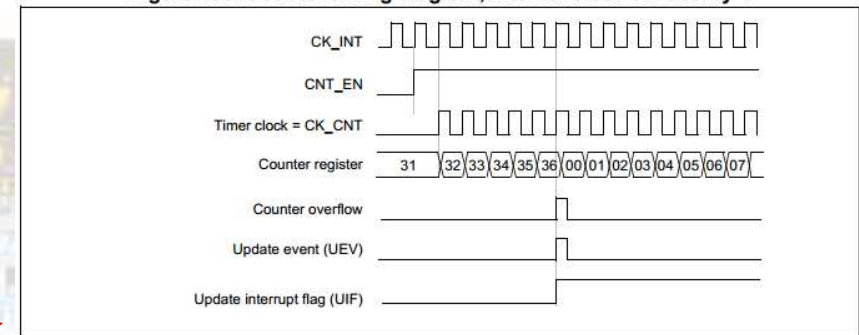 CK_INT
CNT_EN
Timer clock = CK_CNT
Counter register 31 32 33 34 35 36 00 01 02 03 04 05 06 07
Counter overflow
Update event (UEV)
Update interrupt flag (UIF)